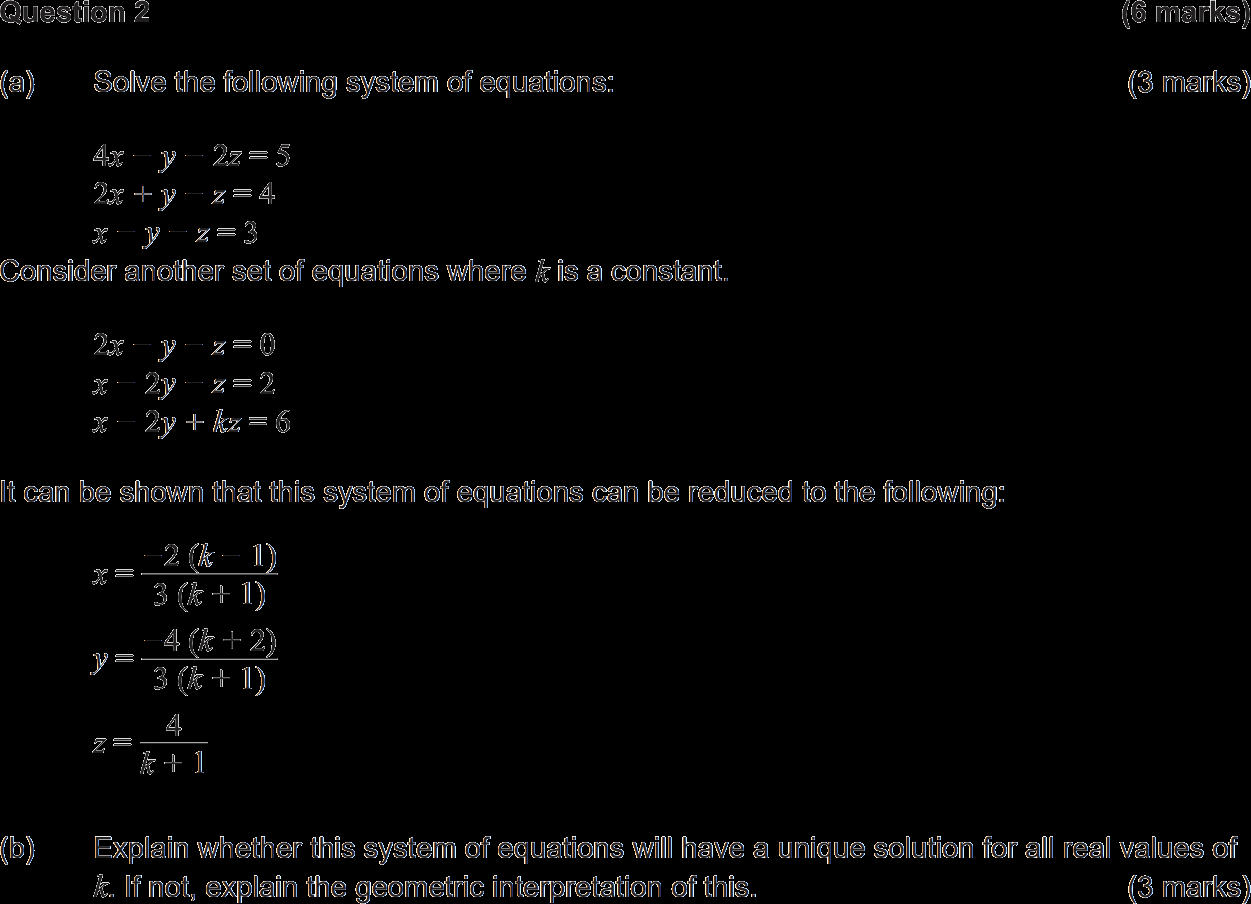 Question 2 (6 marks)
(a) Solve the following system of equations: (3 marks)
4x − y − 2z = 5
2x + y − z = 4
x − y − z = 3
Consider another set of equations where k is a constant.
2x − y − z = 0
x − 2y − z = 2
x − 2y + kz = 6
It can be shown that this system of equations can be reduced to the following:
x = −2 (k − 1) / 3 (k + 1)
y = −4 (k + 2) / 3 (k + 1)
z = 4 / k + 1
(b) Explain whether this system of equations will have a unique solution for all real values of
k. If not, explain the geometric interpretation of this. (3 marks)